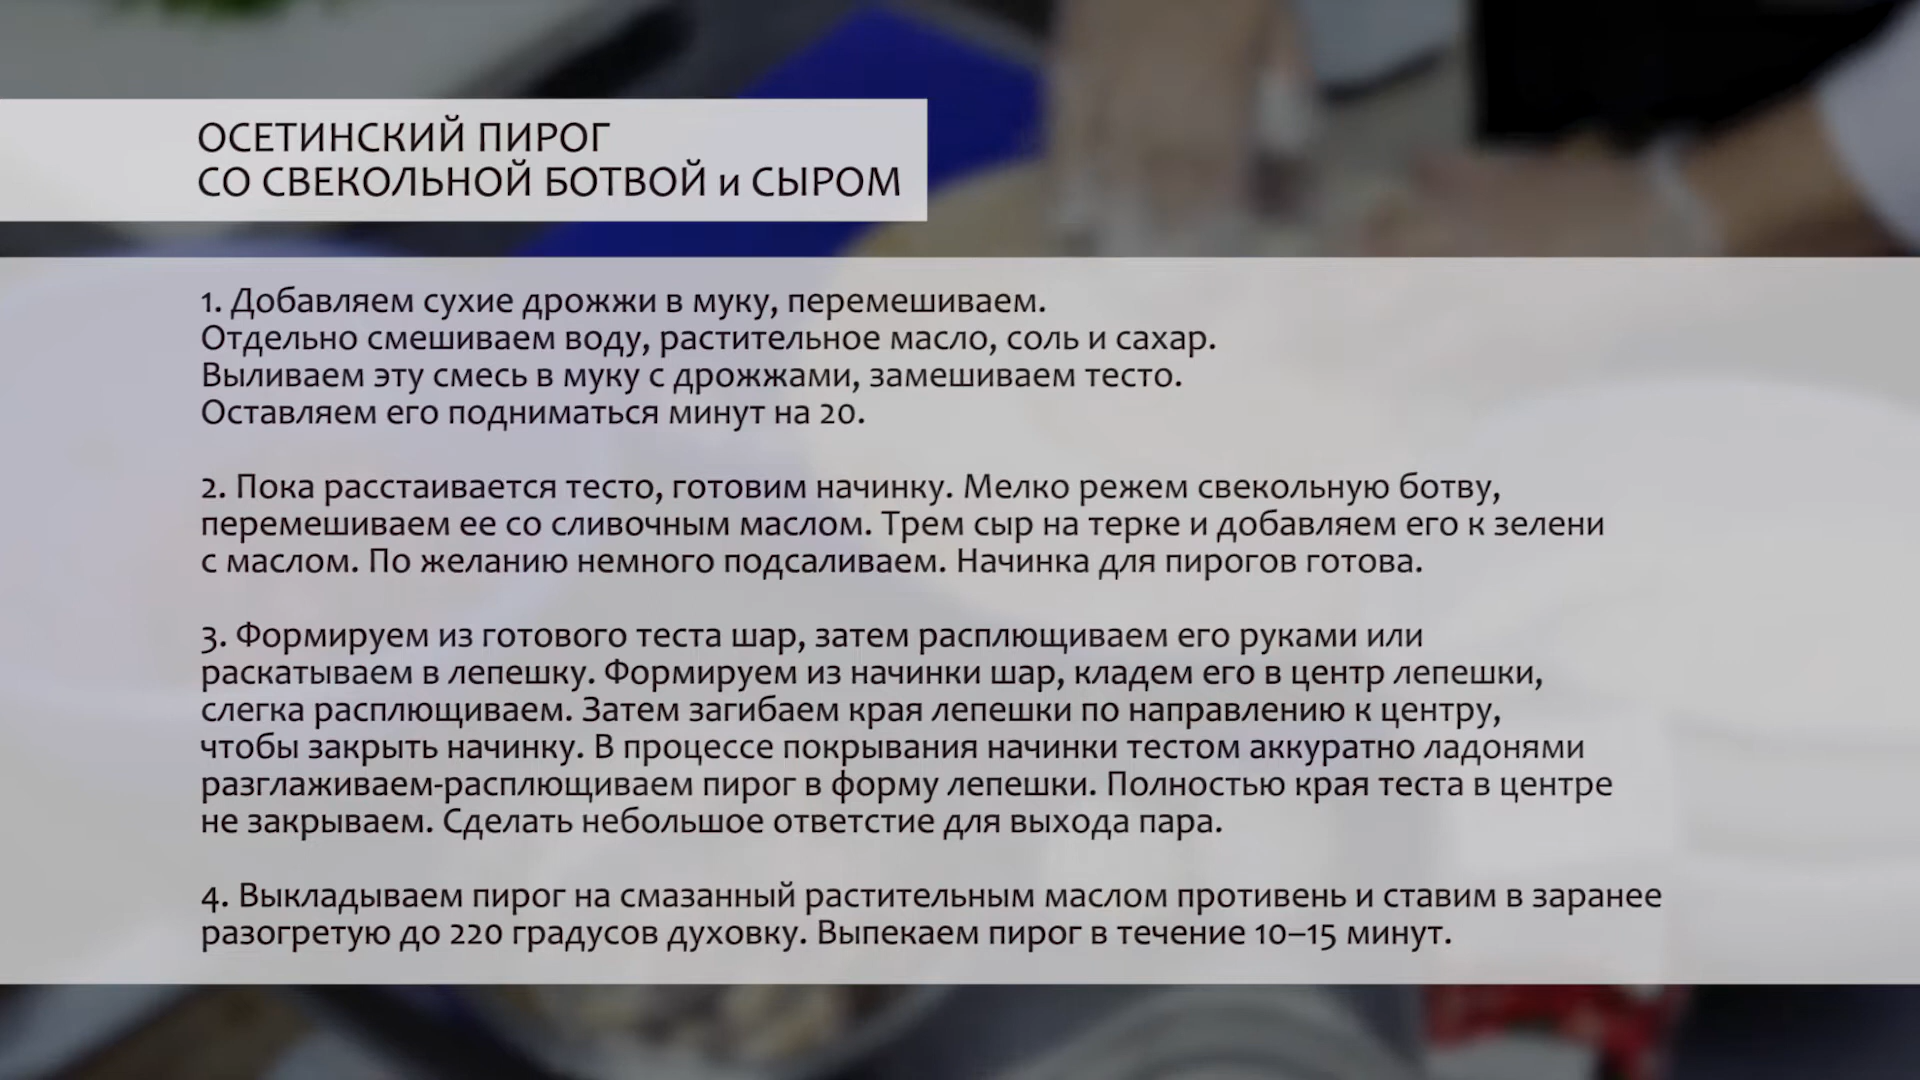 ОСЕТИНСКИЙ ПИРОГ
СО СВЕКОЛЬНОЙ БОТВОЙ и СЫРОМ
1. Добавляем сухие дрожжи в муку, перемешиваем.
Отдельно смешиваем воду, растительное масло, соль и сахар.
Выливаем эту смесь в муку с дрожжами, замешиваем тесто.
Оставляем его подниматься минут на 20.
2. Пока расстаивается тесто, готовим начинку. Мелко режем свекольную ботву,
перемешиваем ее со сливочным маслом. Трем сыр на терке и добавляем его к зелени
с маслом. По желанию немного подсаливаем. Начинка для пирогов готова.
3. Формируем из готового теста шар, затем расплющиваем его руками или
раскатываем в лепешку. Формируем из начинки шар, кладем его в центр лепешки,
слегка расплющиваем. Затем загибаем края лепешки по направлению к центру,
чтобы закрыть начинку. В процессе покрывания начинки тестом аккуратно ладонями
разглаживаем-расплющиваем пирог в форму лепешки. Полностью края теста в центре
не закрываем. Сделать небольшое ответстие для выхода пара.
4. Выкладываем пирог на смазанный растительным маслом противень и ставим в заранее
разогретую до 220 градусов духовку. Выпекаем пирог в течение 10–15 минут.